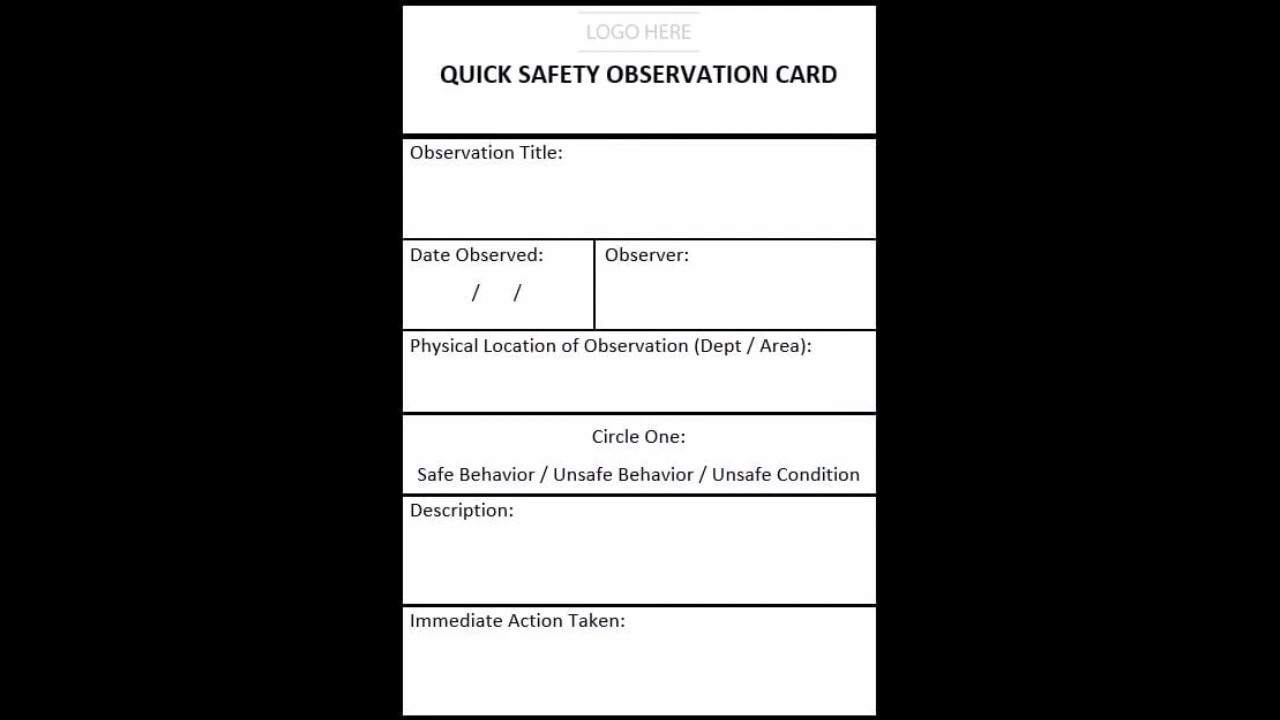 LOGO HERE
QUICK SAFETY OBSERVATION CARD
Observation Title:
Date Observed:
/ /
Observer:
Physical Location of Observation (Dept / Area):
Circle One:
Safe Behavior / Unsafe Behavior / Unsafe Condition
Description:
Immediate Action Taken: